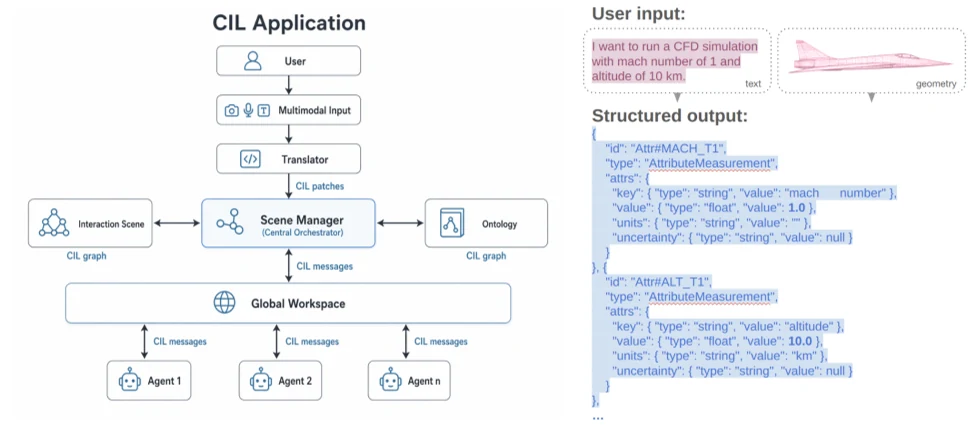 CIL Application
User
Multimodal Input
Translator
CIL patches
Interaction Scene
CIL graph
Scene Manager
(Central Orchestrator)
Ontology
CIL graph
CIL messages
Global Workspace
CIL messages
CIL messages
CIL messages
Agent 1
Agent 2
Agent n
User input:
I want to run a CFD simulation
with mach number of 1 and
altitude of 10 km.
text
geometry
Structured output:
{
"id": "Attr#MACH_T1",
"type": "AttributeMeasurement",
"attrs": {
"key": { "type": "string", "value": "mach number" },
"value": { "type": "float", "value": 1.0 },
"units": { "type": "string", "value": "" },
"uncertainty": { "type": "string", "value": null }
}
}, {
"id": "Attr#ALT_T1",
"type": "AttributeMeasurement",
"attrs": {
"key": { "type": "string", "value": "altitude" },
"value": { "type": "float", "value": 10.0 },
"units": { "type": "string", "value": "km" },
"uncertainty": { "type": "string", "value": null }
}
},
...